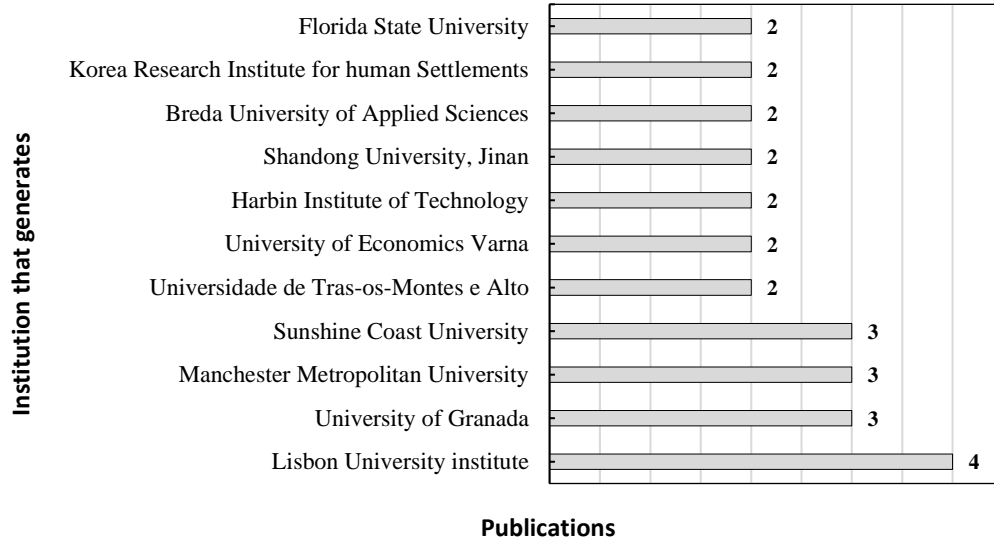 Florida State University 2
Korea Research Institute for human Settlements 2
Breda University of Applied Sciences 2
Shandong University, Jinan 2
Harbin Institute of Technology 2
University of Economics Varna 2
Universidade de Tras-os-Montes e Alto 2
Sunshine Coast University 3
Manchester Metropolitan University 3
University of Granada 3
Lisbon University institute 4
Institution that generates
Publications